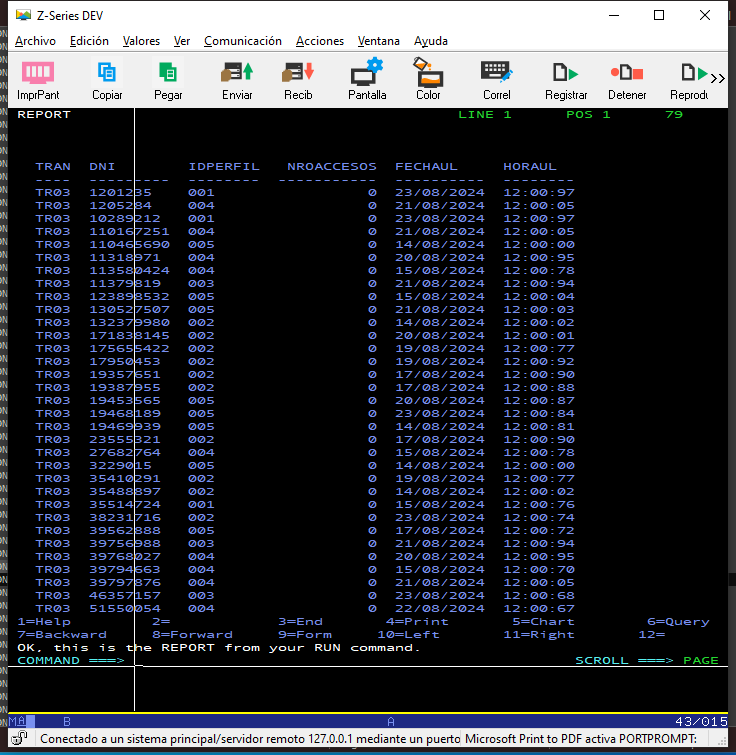 Z-Series DEV
Archivo Edición Valores Ver Comunicación Acciones Ventana Ayuda
ImprPant Copiar Pegar Enviar Recib Pantalla Color Correl Registrar Detener Reprodu
REPORT LINE 1 POS 1 79
TRAN DNI IDPERFIL NROACCESOS FECHAUL HORAUL
---- --------- -------- ----------- ---------- --------
TR03 1201235 001 0 23/08/2024 12:00:97
TR03 1205284 004 0 21/08/2024 12:00:05
TR03 10289212 001 0 23/08/2024 12:00:97
TR03 110167251 004 0 21/08/2024 12:00:05
TR03 110465690 005 0 14/08/2024 12:00:00
TR03 11318971 004 0 20/08/2024 12:00:95
TR03 113580424 004 0 15/08/2024 12:00:78
TR03 11379819 003 0 21/08/2024 12:00:94
TR03 123898532 005 0 15/08/2024 12:00:04
TR03 130527507 005 0 21/08/2024 12:00:03
TR03 132379980 002 0 14/08/2024 12:00:02
TR03 171838145 002 0 20/08/2024 12:00:01
TR03 175655422 002 0 19/08/2024 12:00:77
TR03 17950453 002 0 19/08/2024 12:00:92
TR03 19357651 002 0 17/08/2024 12:00:90
TR03 19387955 002 0 17/08/2024 12:00:88
TR03 19453565 005 0 20/08/2024 12:00:87
TR03 19468189 005 0 23/08/2024 12:00:84
TR03 19469939 005 0 14/08/2024 12:00:81
TR03 23555321 002 0 17/08/2024 12:00:90
TR03 27682764 004 0 15/08/2024 12:00:78
TR03 3229015 005 0 14/08/2024 12:00:00
TR03 35410291 002 0 19/08/2024 12:00:77
TR03 35488897 002 0 14/08/2024 12:00:02
TR03 35514724 001 0 15/08/2024 12:00:76
TR03 38231716 002 0 23/08/2024 12:00:74
TR03 39562888 005 0 17/08/2024 12:00:72
TR03 39756988 003 0 21/08/2024 12:00:94
TR03 39768027 004 0 20/08/2024 12:00:95
TR03 39794663 004 0 15/08/2024 12:00:70
TR03 39797876 004 0 21/08/2024 12:00:05
TR03 46357157 003 0 23/08/2024 12:00:68
TR03 51550054 004 0 22/08/2024 12:00:67
1=Help 2= 3=End 4=Print 5=Chart 6=Query
7=Backward 8=Forward 9=Form 10=Left 11=Right 12=
OK, this is the REPORT from your RUN command.
COMMAND ===> SCROLL ===> PAGE
MA B A 43/015
Conectado a un sistema principal/servidor remoto 127.0.0.1 mediante un puerto Microsoft Print to PDF activa PORTPROMPT: